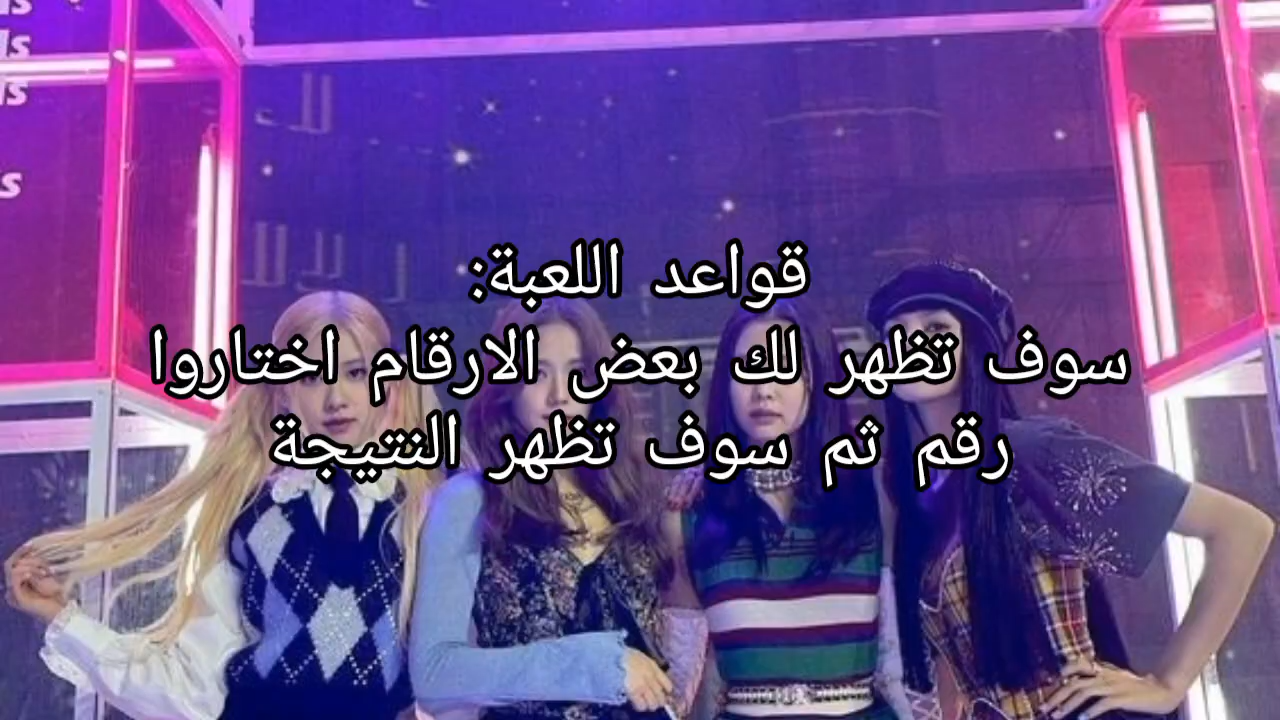 قواعد اللعبة:
سوف تظهر لك بعض الارقام اختاروا
رقم ثم سوف تظهر النتيجة